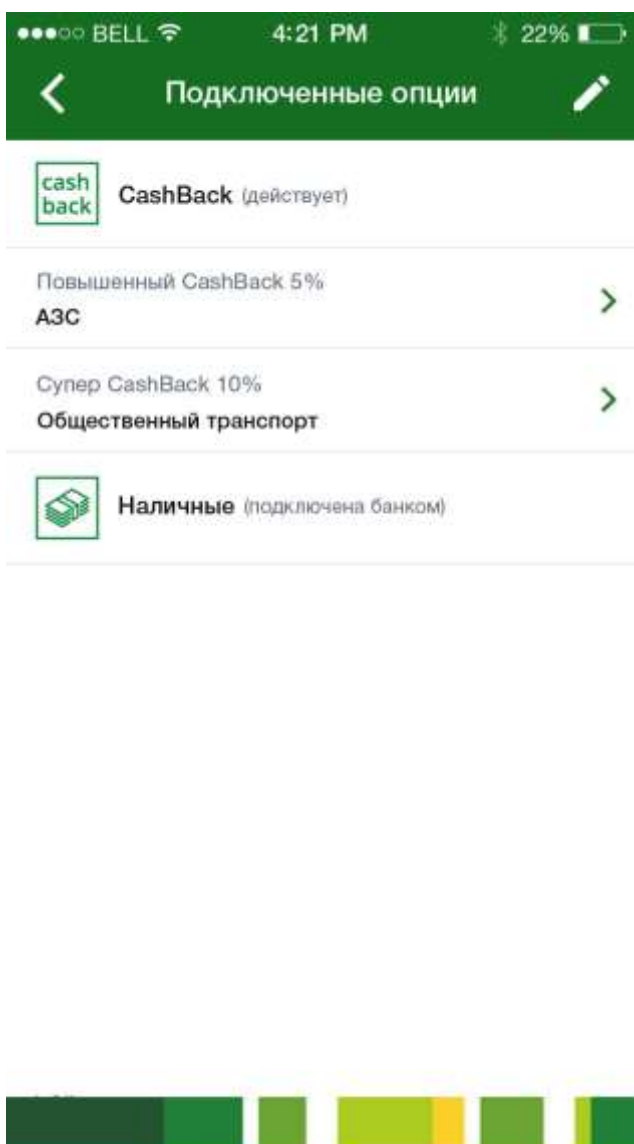 BELL 4:21 PM 22%
Подключенные опции
cash
back
CashBack (действует)
Повышенный CashBack 5%
АЗС
Супер CashBack 10%
Общественный транспорт
Наличные (подключена банком)